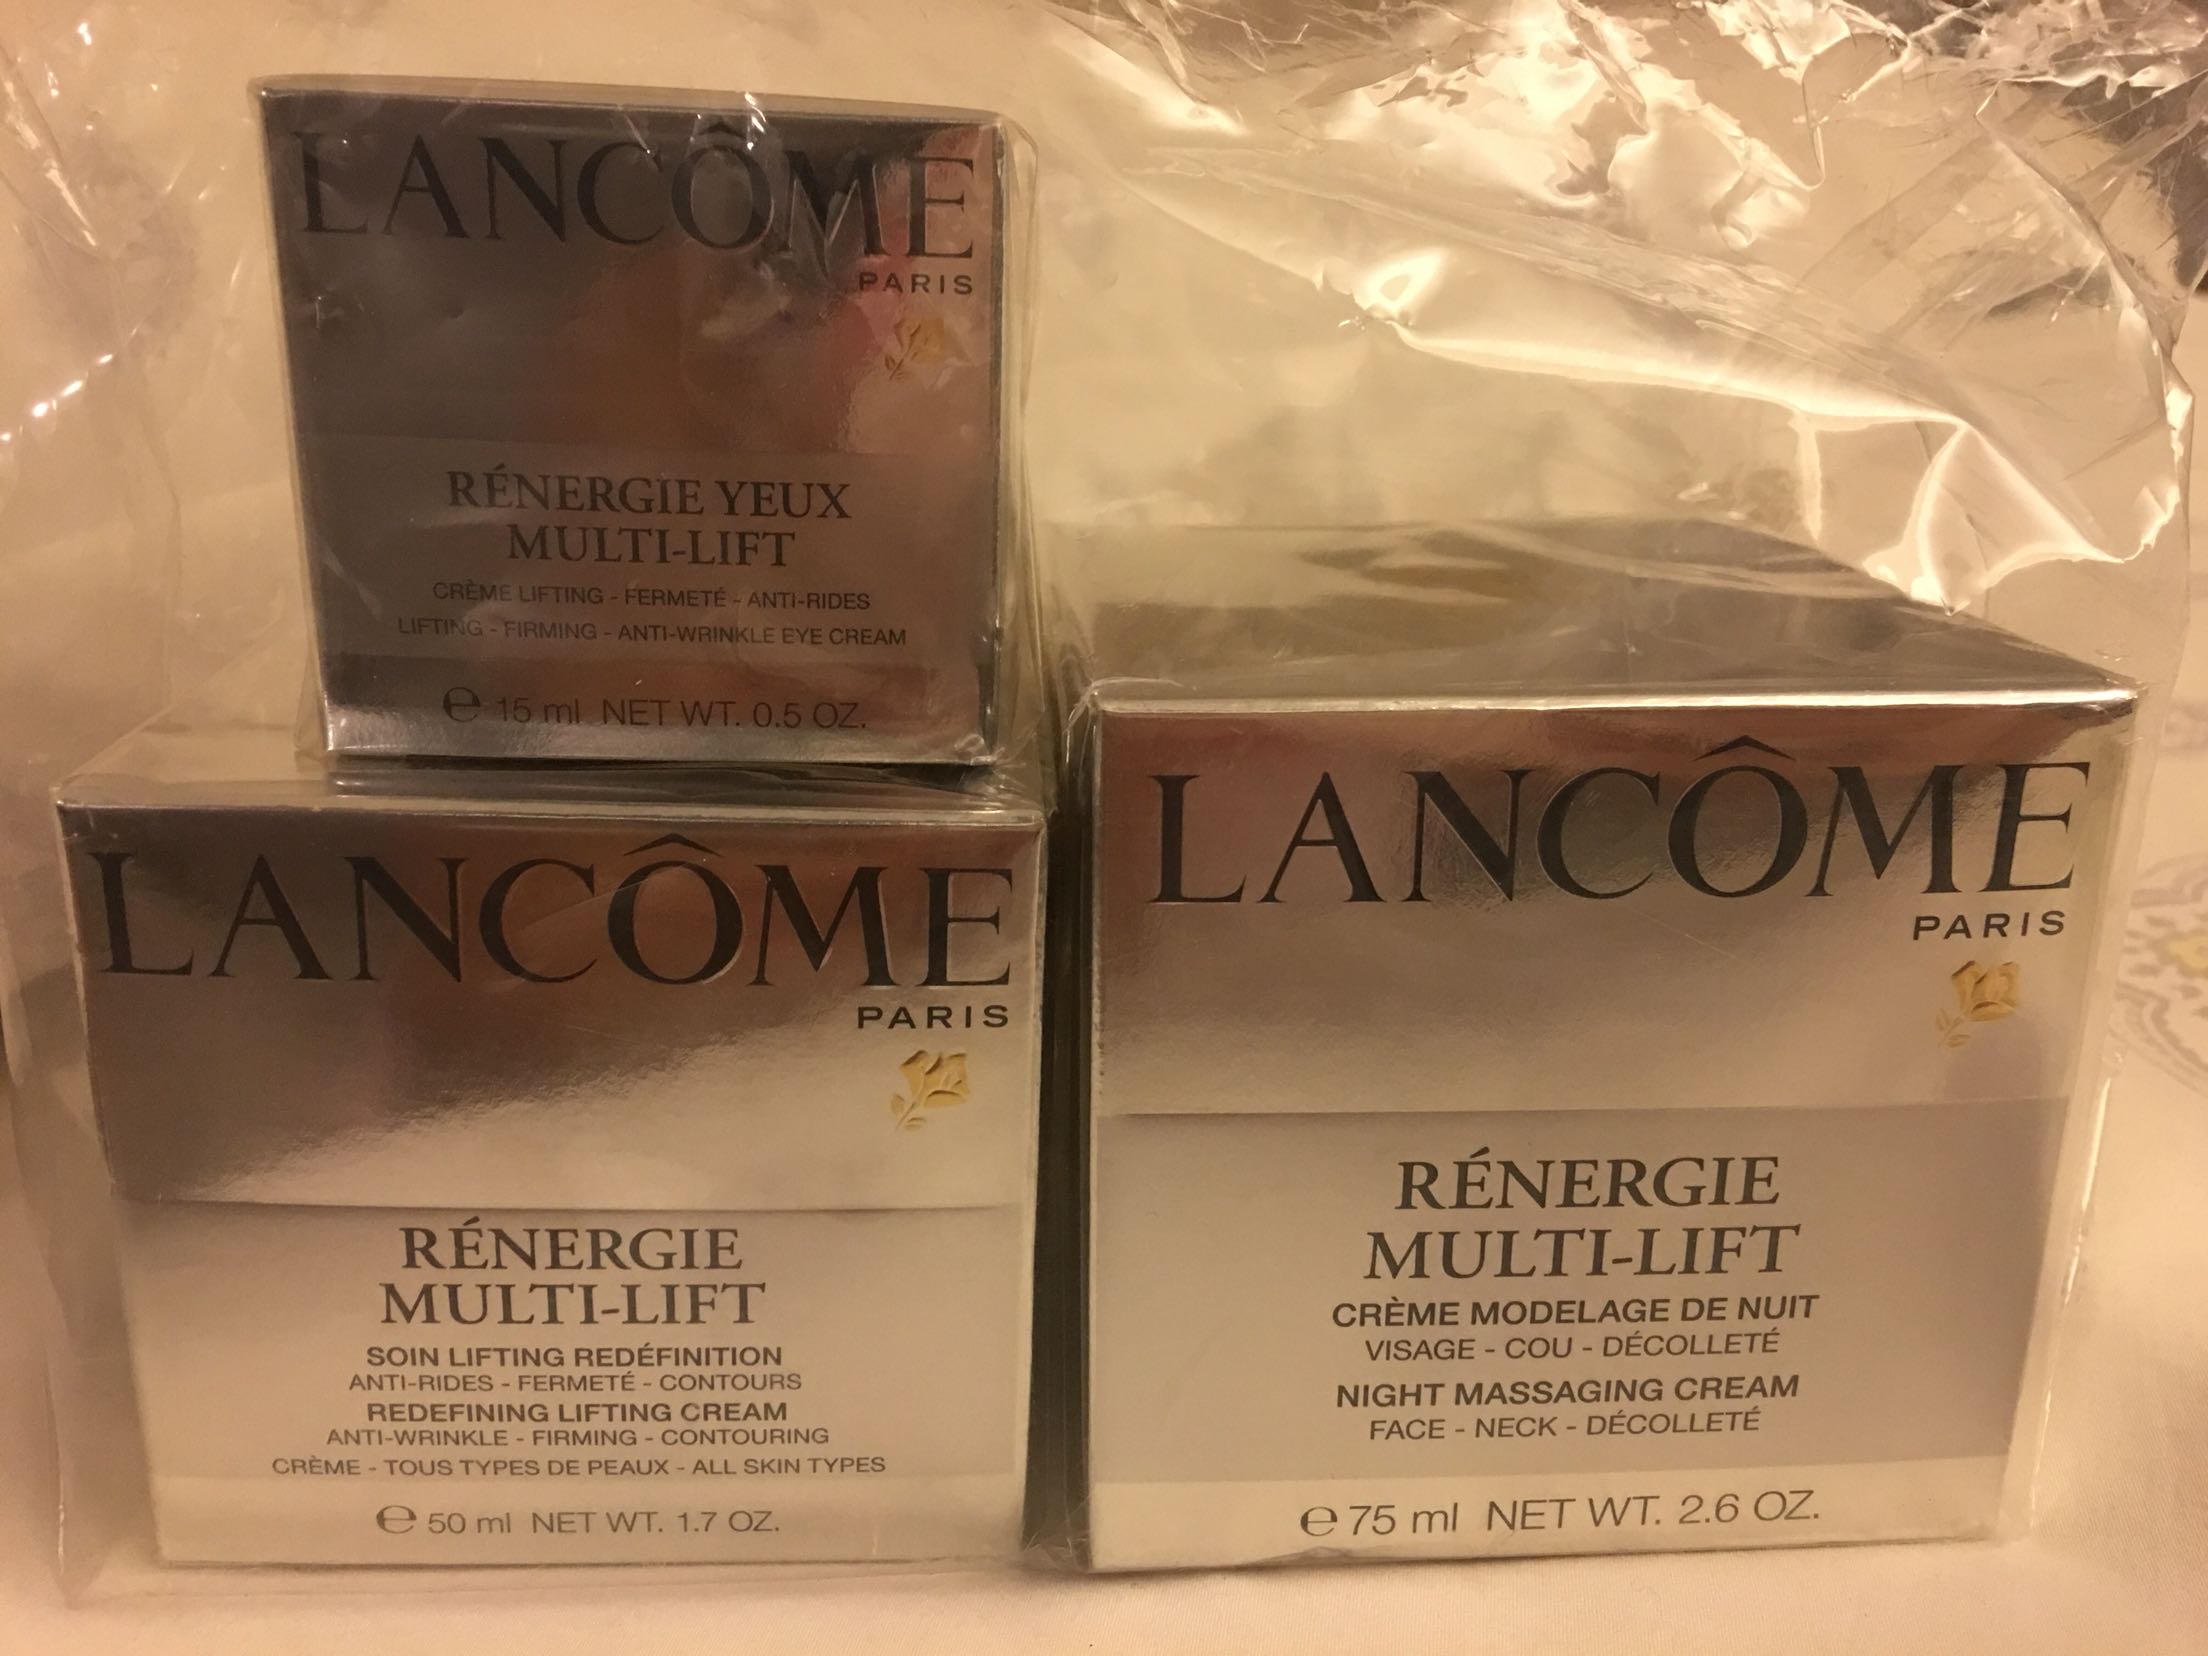 LANCÔME
PARIS
RÉNERGIE YEUX
MULTI-LIFT
CRÈME LIFTING - FERMETÉ - ANTI-RIDES
LIFTING - FIRMING - ANTI-WRINKLE EYE CREAM
℮ 15 ml NET WT. 0.5 OZ.
LANCÔME
PARIS
RÉNERGIE
MULTI-LIFT
SOIN LIFTING REDÉFINITION
ANTI-RIDES - FERMETÉ - CONTOURS
REDEFINING LIFTING CREAM
ANTI-WRINKLE - FIRMING - CONTOURING
CRÈME - TOUS TYPES DE PEAUX - ALL SKIN TYPES
℮ 50 ml NET WT. 1.7 OZ.
LANCÔME
PARIS
RÉNERGIE
MULTI-LIFT
CRÈME MODELAGE DE NUIT
VISAGE - COU - DÉCOLLETÉ
NIGHT MASSAGING CREAM
FACE - NECK - DÉCOLLETÉ
℮ 75 ml NET WT. 2.6 OZ.